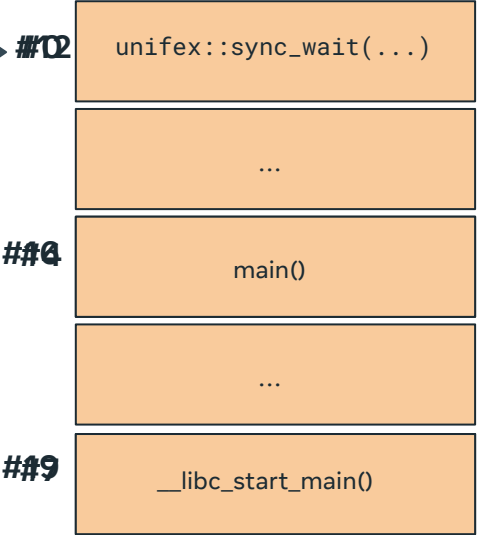 unifex::sync_wait(...)
...
main()
...
__libc_start_main()